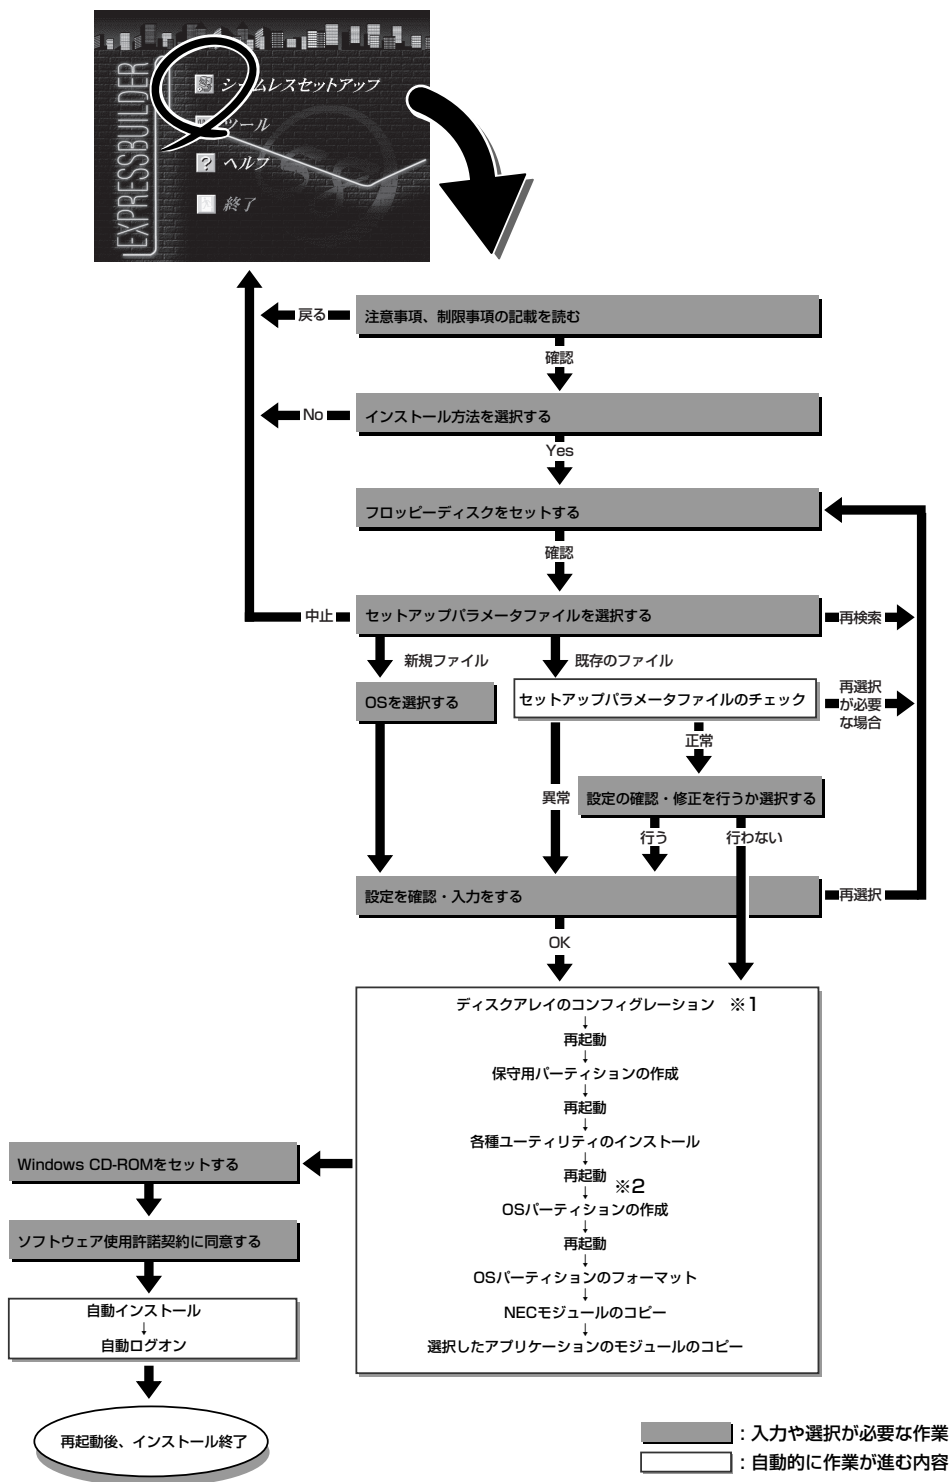 EXPRESSBUILDER
シームレスセットアップ
ツール
ヘルプ
終了
戻る
注意事項、制限事項の記載を読む
確認
No
インストール方法を選択する
Yes
フロッピーディスクをセットする
確認
中止
セットアップパラメータファイルを選択する
再検索
新規ファイル
既存のファイル
OSを選択する
セットアップパラメータファイルのチェック
再選択
が必要
な場合
正常
異常
設定の確認・修正を行うか選択する
行う
行わない
設定を確認・入力をする
再選択
OK
ディスクアレイのコンフィグレーション ※1
↓
再起動
↓
保守用パーティションの作成
↓
再起動
↓
各種ユーティリティのインストール
↓
再起動
↓ ※2
OSパーティションの作成
↓
再起動
↓
OSパーティションのフォーマット
↓
NECモジュールのコピー
↓
選択したアプリケーションのモジュールのコピー
Windows CD-ROMをセットする
ソフトウェア使用許諾契約に同意する
自動インストール
↓
自動ログオン
再起動後、インストール終了
：入力や選択が必要な作業
：自動的に作業が進む内容